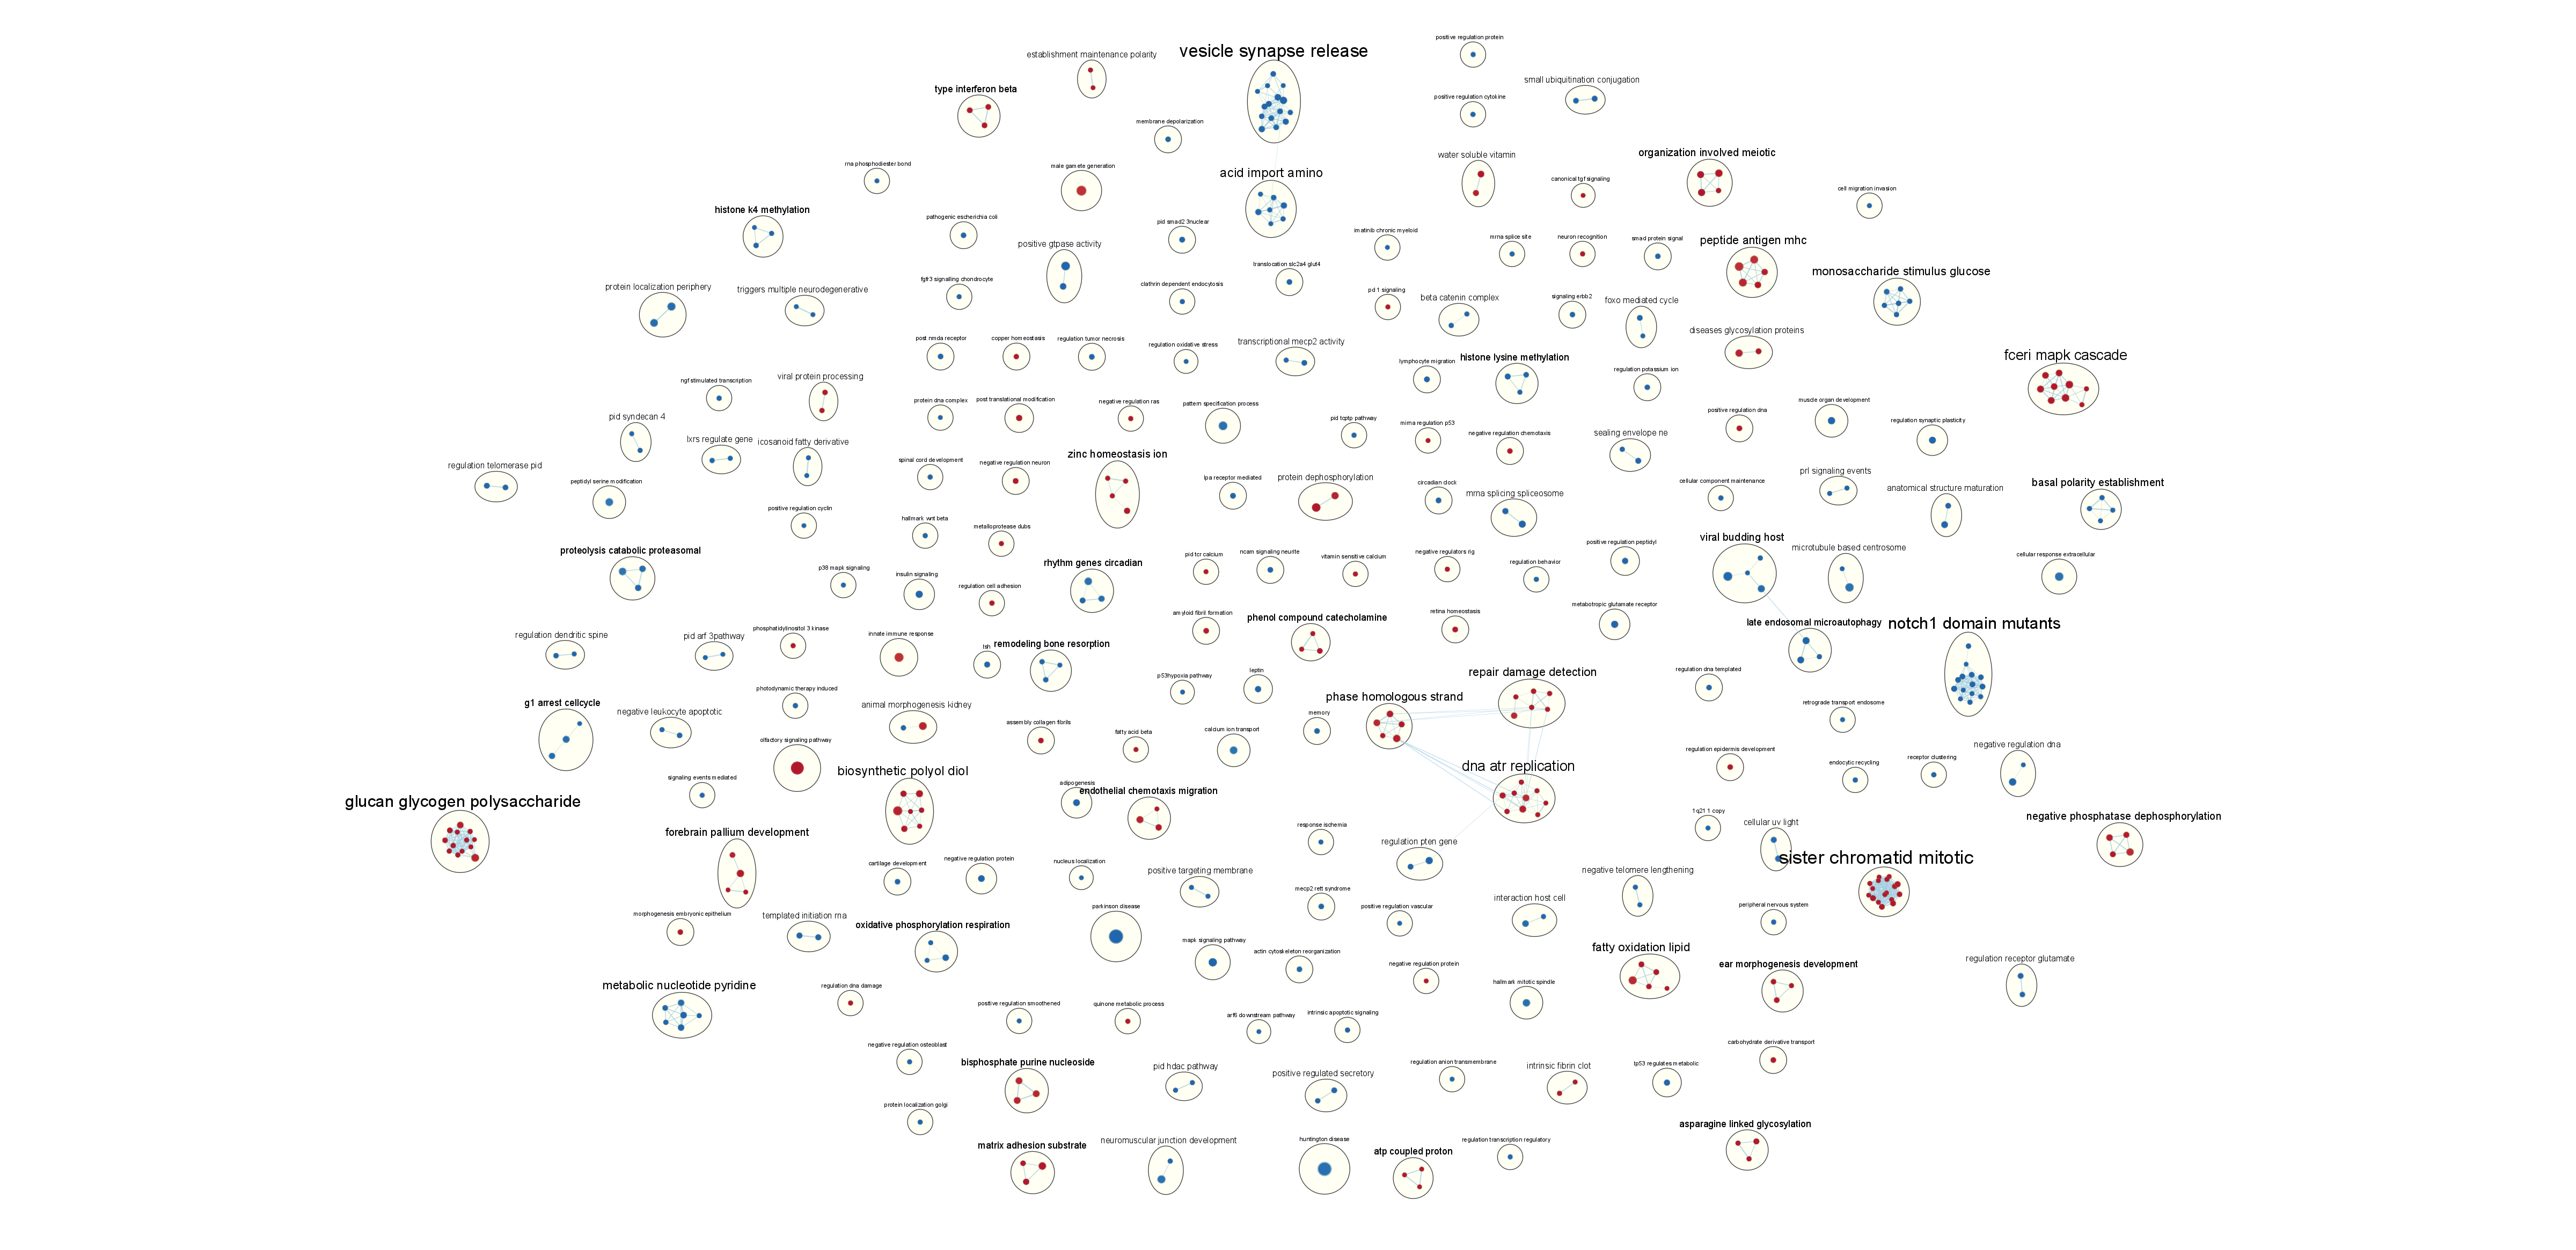 positive regulation protein
vesicle synapse release
establishment maintenance polarity
small ubiquitination conjugation
type interferon beta
positive regulation cytokine
membrane depolarization
organization involved meiotic
water soluble vitamin
rna phosphodiester bond
male gamete generation
acid import amino
canonical tgf signaling
cell migration invasion
histone k4 methylation
pathogenic escherichia coli
pid smad2 3nuclear
imatinib chronic myeloid
mrna splice site
neuron recognition
smad protein signal
peptide antigen mhc
positive gtpase activity
translocation slc2a4 glut4
monosaccharide stimulus glucose
fgfr3 signalling chondrocyte
clathrin dependent endocytosis
protein localization periphery
triggers multiple neurodegenerative
pd 1 signaling
beta catenin complex
signaling erbb2
foxo mediated cycle
diseases glycosylation proteins
post nmda receptor
copper homeostasis
regulation tumor necrosis
regulation oxidative stress
transcriptional mecp2 activity
lymphocyte migration
histone lysine methylation
fceri mapk cascade
regulation potassium ion
ngf stimulated transcription
viral protein processing
protein dna complex
post translational modification
negative regulation ras
pattern specification process
pid tcptp pathway
mirna regulation p53
negative regulation chemotaxis
positive regulation dna
muscle organ development
regulation synaptic plasticity
pid syndecan 4
lxrs regulate gene
icosanoid fatty derivative
sealing envelope ne
zinc homeostasis ion
spinal cord development
negative regulation neuron
regulation telomerase pid
peptidyl serine modification
lpa receptor mediated
protein dephosphorylation
circadian clock
mrna splicing spliceosome
cellular component maintenance
prl signaling events
anatomical structure maturation
basal polarity establishment
positive regulation cyclin
hallmark wnt beta
metalloprotease dubs
viral budding host
microtubule based centrosome
proteolysis catabolic proteasomal
rhythm genes circadian
pid tcr calcium
ncam signaling neurite
vitamin sensitive calcium
negative regulators rig
positive regulation peptidyl
cellular response extracellular
p38 mapk signaling
insulin signaling
regulation cell adhesion
regulation behavior
amyloid fibril formation
phenol compound catecholamine
retina homeostasis
metabotropic glutamate receptor
late endosomal microautophagy
notch1 domain mutants
regulation dendritic spine
pid arf 3pathway
phosphatidylinositol 3 kinase
innate immune response
tsh
remodeling bone resorption
p53hypoxia pathway
leptin
repair damage detection
regulation dna templated
photodynamic therapy induced
phase homologous strand
g1 arrest cellcycle
negative leukocyte apoptotic
animal morphogenesis kidney
assembly collagen fibrils
fatty acid beta
calcium ion transport
memory
retrograde transport endosome
olfactory signaling pathway
regulation epidermis development
endocytic recycling
receptor clustering
negative regulation dna
signaling events mediated
biosynthetic polyol diol
adipogenesis
endothelial chemotaxis migration
dna atr replication
glucan glycogen polysaccharide
forebrain pallium development
response ischemia
regulation pten gene
1q21 1 copy
cellular uv light
negative phosphatase dephosphorylation
cartilage development
negative regulation protein
nucleus localization
positive targeting membrane
mecp2 rett syndrome
negative telomere lengthening
sister chromatid mitotic
morphogenesis embryonic epithelium
templated initiation rna
oxidative phosphorylation respiration
parkinson disease
positive regulation vascular
interaction host cell
peripheral nervous system
mapk signaling pathway
actin cytoskeleton reorganization
negative regulation protein
fatty oxidation lipid
ear morphogenesis development
regulation receptor glutamate
metabolic nucleotide pyridine
regulation dna damage
hallmark mitotic spindle
positive regulation smoothened
quinone metabolic process
arf6 downstream pathway
intrinsic apoptotic signaling
negative regulation osteoblast
bisphosphate purine nucleoside
pid hdac pathway
positive regulated secretory
regulation anion transmembrane
intrinsic fibrin clot
tp53 regulates metabolic
carbohydrate derivative transport
protein localization golgi
matrix adhesion substrate
neuromuscular junction development
huntington disease
atp coupled proton
regulation transcription regulatory
asparagine linked glycosylation